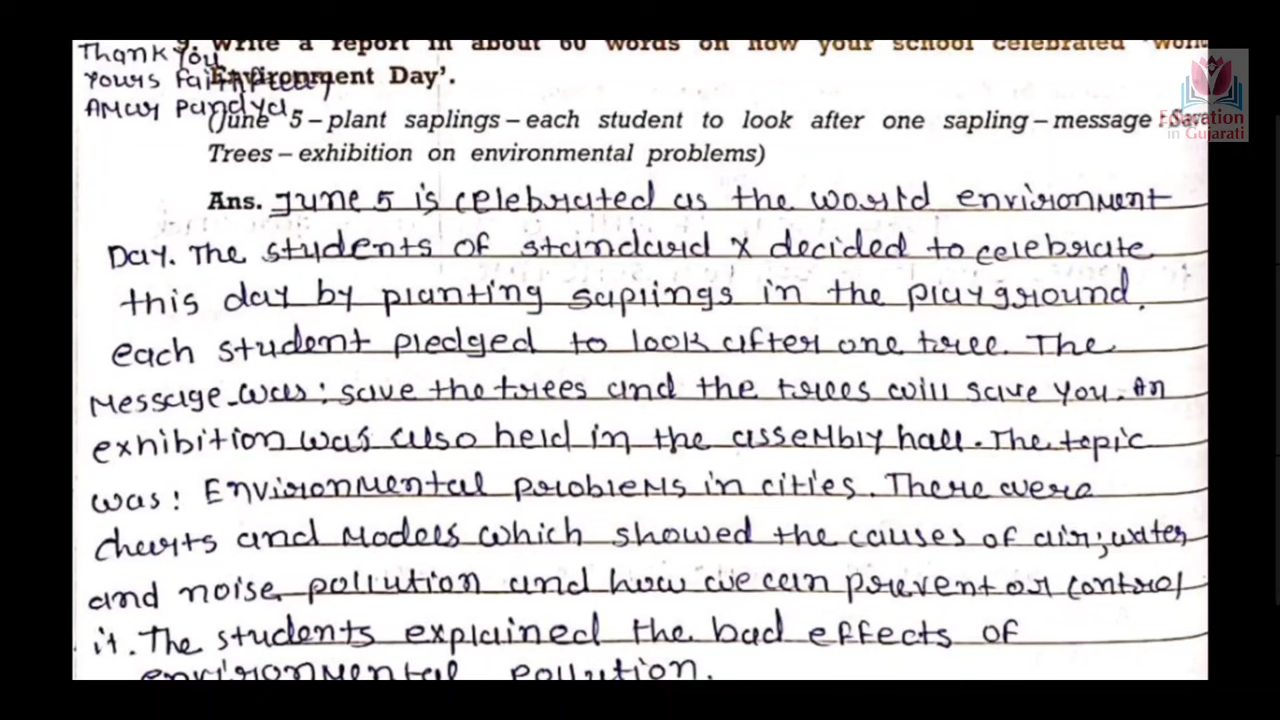 Thank You
9. Write a report in about 60 words on how your school celebrated 'World
Yours Faithfully
Environment Day'.
Amar Pandya
(June 5 – plant saplings – each student to look after one sapling – message : Save
Trees – exhibition on environmental problems)
Education
in Gujarati
Ans. June 5 is celebrated as the world environment
Day. The students of standard X decided to celebrate
this day by planting saplings in the playground.
each student pledged to look after one tree. The
Message was: save the trees and the trees will save you. An
exhibition was also held in the assembly hall. The topic
was: Environmental problems in cities. There were
charts and Models which showed the causes of air, water
and noise pollution and how we can prevent or control
it. The students explained the bad effects of
environmental pollution.